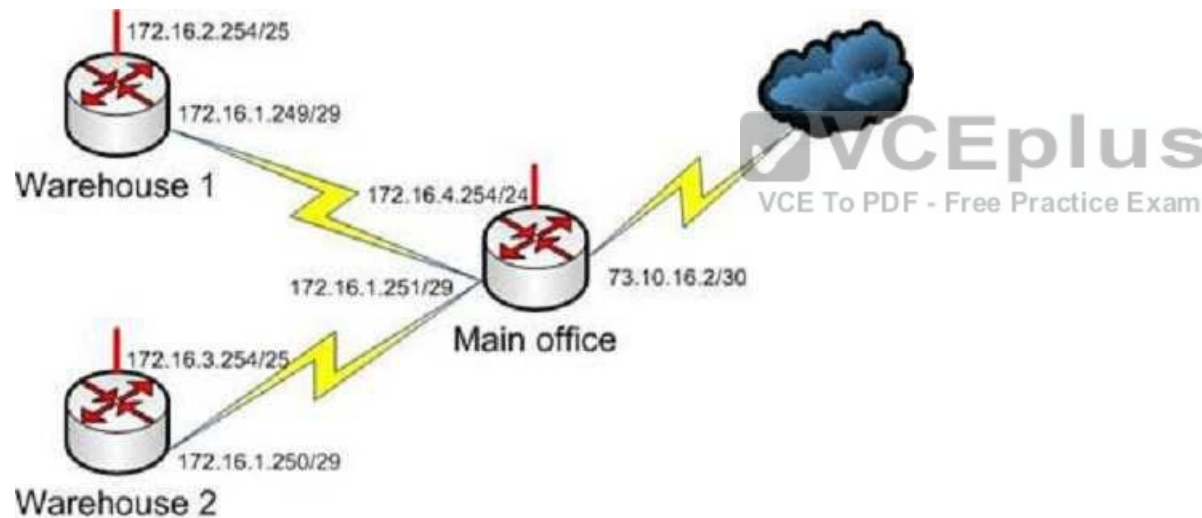 172.16.2.254/25
172.16.1.249/29
Warehouse 1
VCEplus
VCE To PDF - Free Practice Exam
172.16.4.254/24
172.16.1.251/29
73.10.16.2/30
Main office
172.16.3.254/25
172.16.1.250/29
Warehouse 2